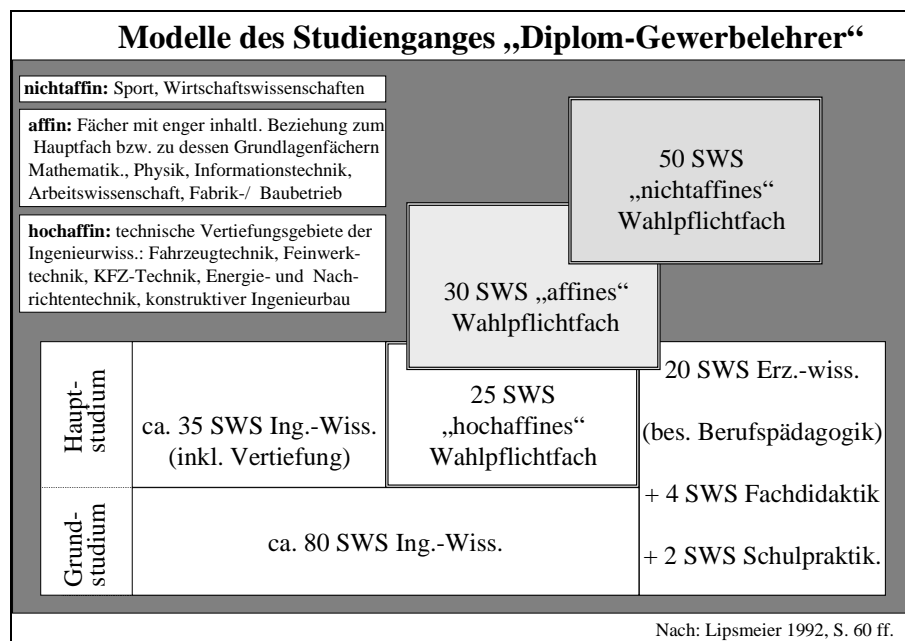 Modelle des Studienganges „Diplom-Gewerbelehrer“
nichtaffin: Sport, Wirtschaftswissenschaften
affin: Fächer mit enger inhaltl. Beziehung zum
Hauptfach bzw. zu dessen Grundlagenfächern
Mathematik., Physik, Informationstechnik,
Arbeitswissenschaft, Fabrik-/ Baubetrieb
hochaffin: technische Vertiefungsgebiete der
Ingenieurwiss.: Fahrzeugtechnik, Feinwerk-
technik, KFZ-Technik, Energie- und Nach-
richtentechnik, konstruktiver Ingenieurbau
50 SWS
„nichtaffines“
Wahlpflichtfach
30 SWS „affines“
Wahlpflichtfach
Haupt-
studium
ca. 35 SWS Ing.-Wiss.
(inkl. Vertiefung)
25 SWS
„hochaffines“
Wahlpflichtfach
20 SWS Erz.-wiss.
(bes. Berufspädagogik)
+ 4 SWS Fachdidaktik
+ 2 SWS Schulpraktik.
Grund-
studium
ca. 80 SWS Ing.-Wiss.
Nach: Lipsmeier 1992, S. 60 ff.